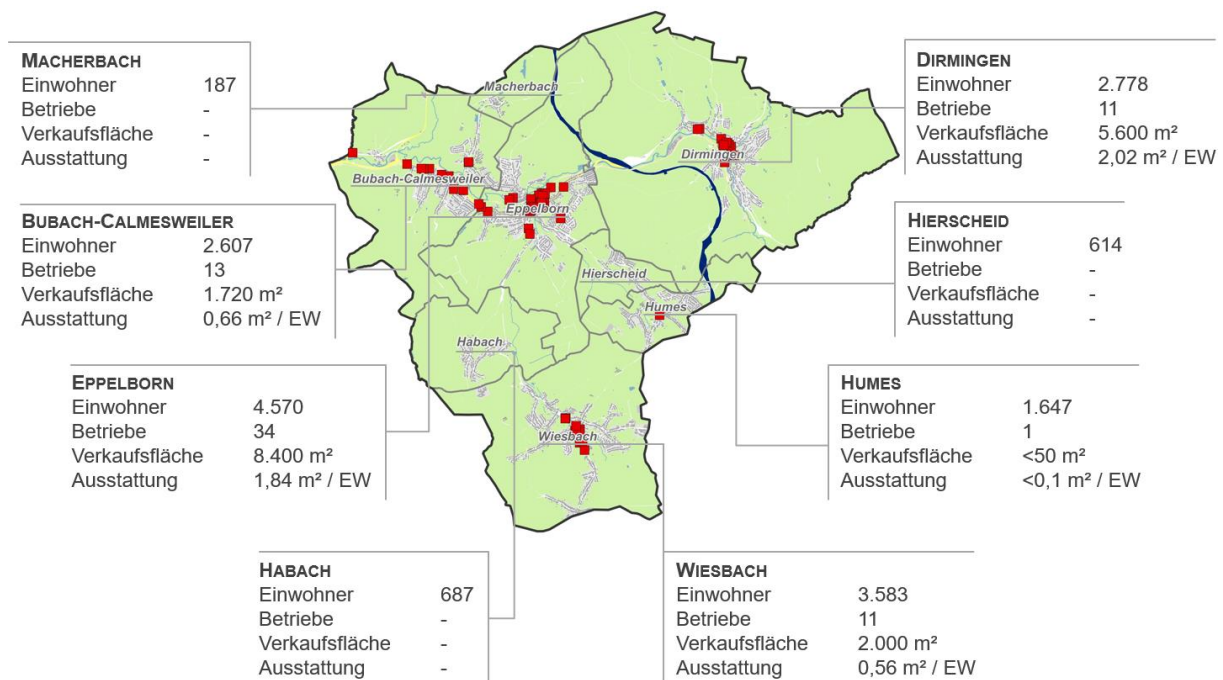 MACHERBACH
Einwohner 187
Betriebe -
Verkaufsfläche -
Ausstattung -
DIRMINGEN
Einwohner 2.778
Betriebe 11
Verkaufsfläche 5.600 m²
Ausstattung 2,02 m² / EW
BUBACH-CALMESWEILER
Einwohner 2.607
Betriebe 13
Verkaufsfläche 1.720 m²
Ausstattung 0,66 m² / EW
HIERSCHEID
Einwohner 614
Betriebe -
Verkaufsfläche -
Ausstattung -
EPPELBORN
Einwohner 4.570
Betriebe 34
Verkaufsfläche 8.400 m²
Ausstattung 1,84 m² / EW
HUMES
Einwohner 1.647
Betriebe 1
Verkaufsfläche <50 m²
Ausstattung <0,1 m² / EW
HABACH
Einwohner 687
Betriebe -
Verkaufsfläche -
Ausstattung -
WIESBACH
Einwohner 3.583
Betriebe 11
Verkaufsfläche 2.000 m²
Ausstattung 0,56 m² / EW
Macherbach
Dirmingen
Bubach-Calmesweiler
Eppelborn
Hierscheid
Humes
Habach
Wiesbach